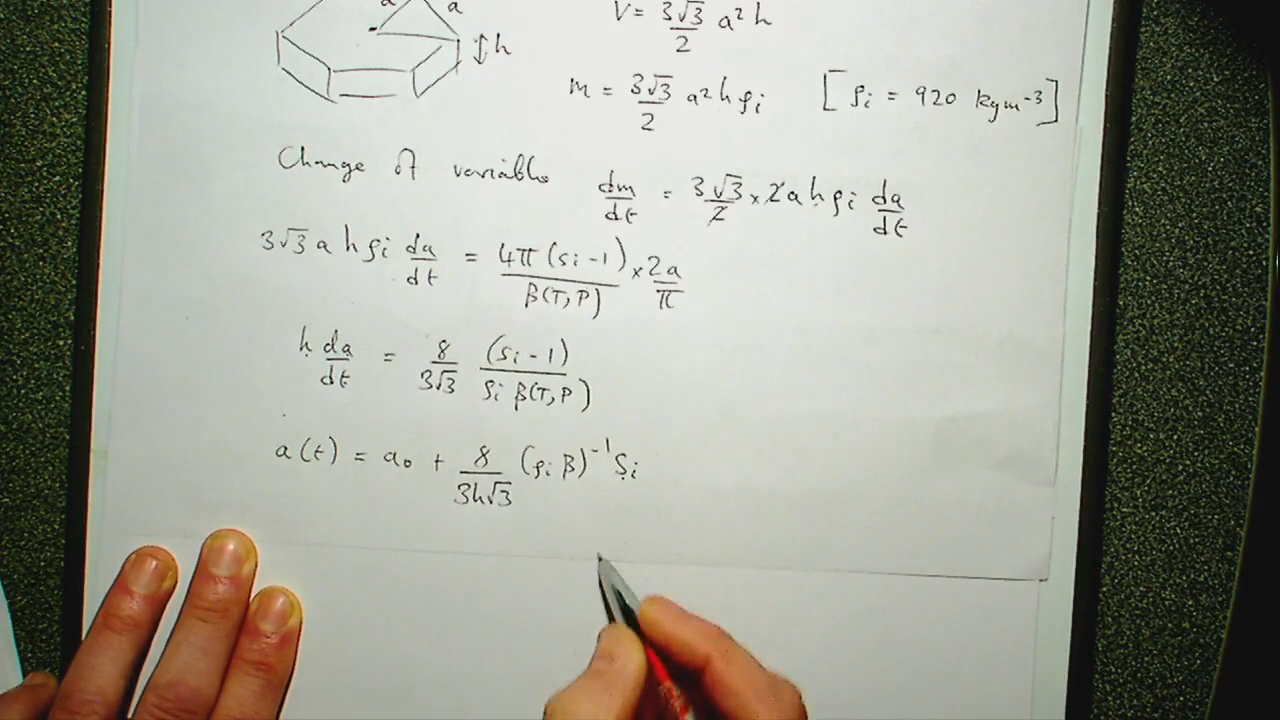 a a
V = 3√3/2 a² h
h
m = 3√3/2 a² h ρi [ρi = 920 kg m⁻³]
Change of variables dm/dt = 3√3/2 × 2 a h ρi da/dt
3√3 a h ρi da/dt = 4π (si - 1)/β(T, P) × 2a/π
h da/dt = 8/3√3 (si - 1)/ρi β(T, P)
a(t) = a₀ + 8/3h√3 (ρi β)⁻¹ Si